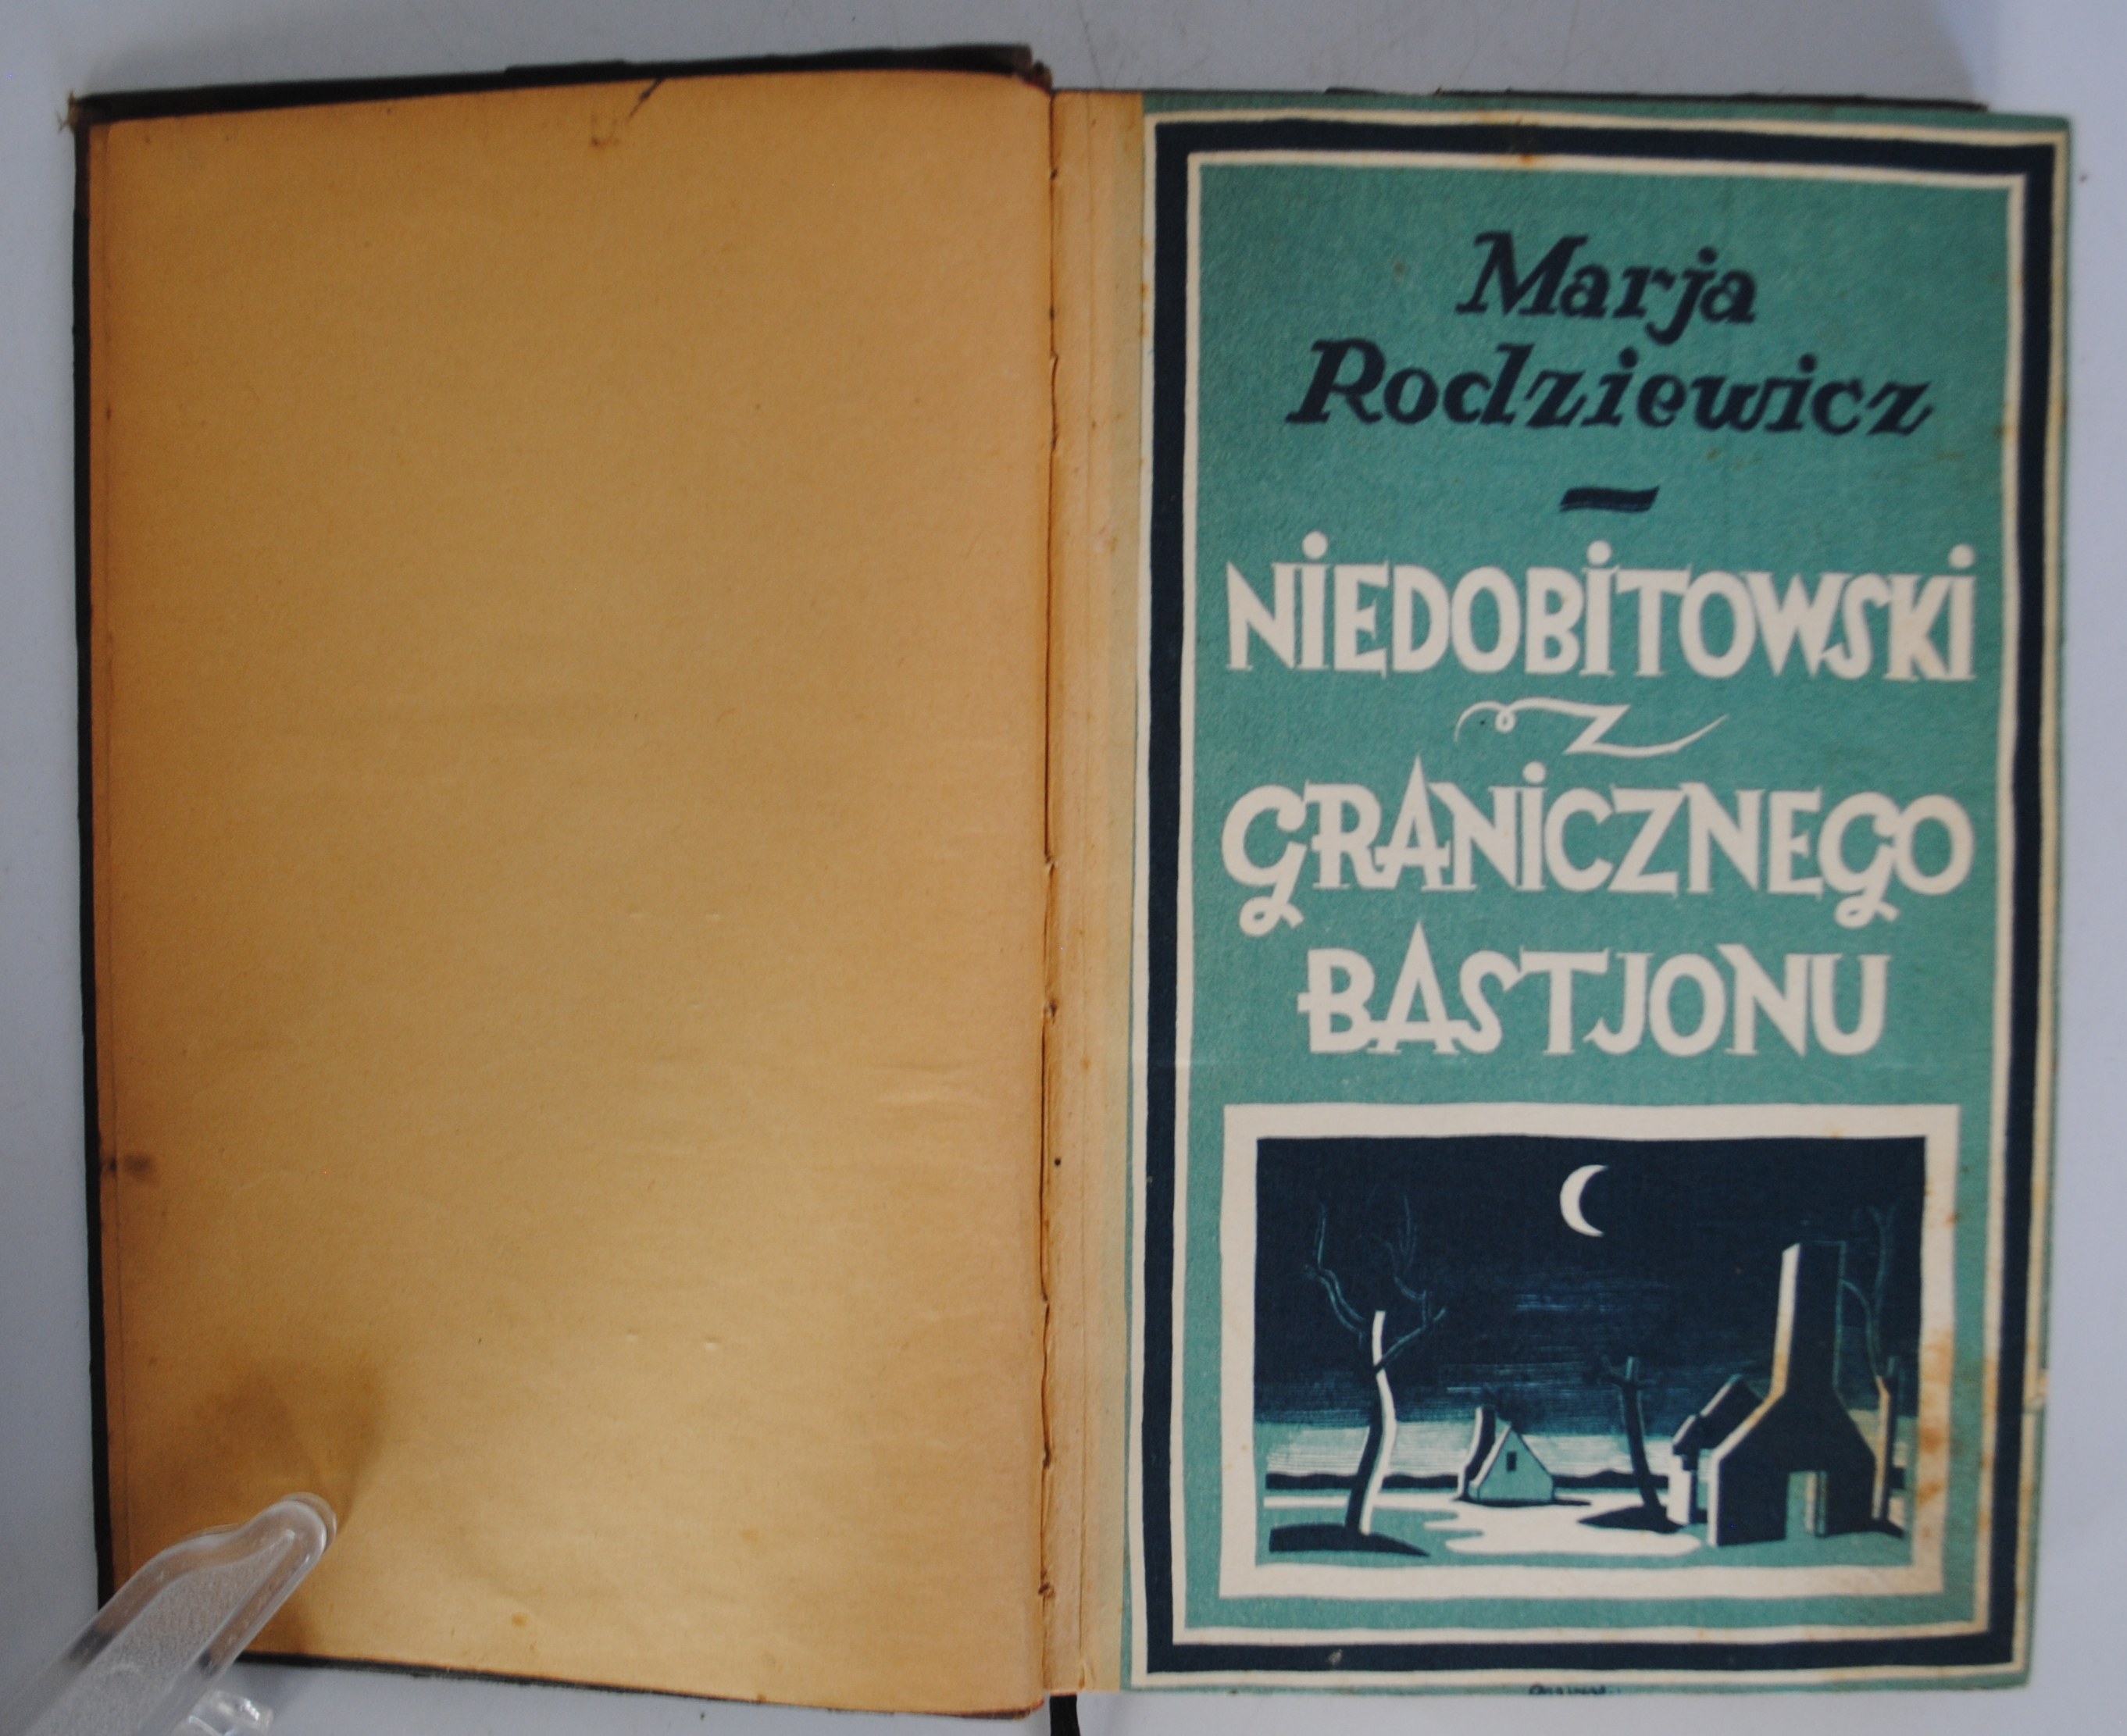 Marja
Rodziewicz
NIEDOBITOWSKI
Z
GRANICZNEGO
BASTJONU